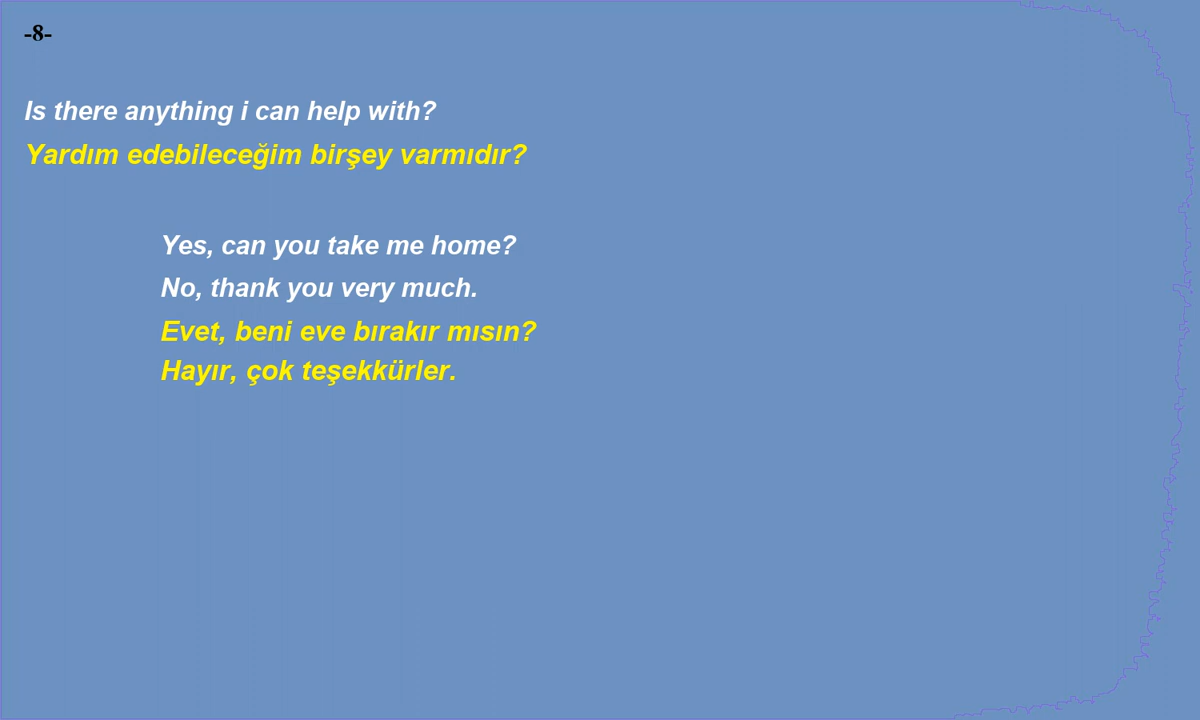 -8-
Is there anything i can help with?
Yardım edebileceğim birşey varmıdır?
Yes, can you take me home?
No, thank you very much.
Evet, beni eve bırakır mısın?
Hayır, çok teşekkürler.